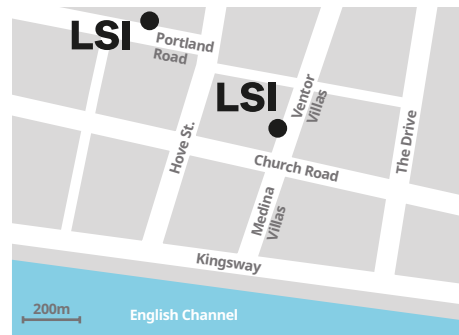 LSI
Portland
Road
LSI
Ventor
Villas
Hove St.
The Drive
Church Road
Medina
Villas
Kingsway
200m
English Channel